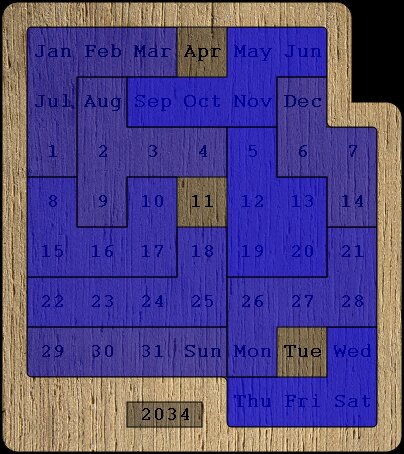 Jan Feb Mar Apr May Jun
Jul Aug Sep Oct Nov Dec
1 2 3 4 5 6 7
8 9 10 11 12 13 14
15 16 17 18 19 20 21
22 23 24 25 26 27 28
29 30 31 Sun Mon Tue Wed
Thu Fri Sat
2034